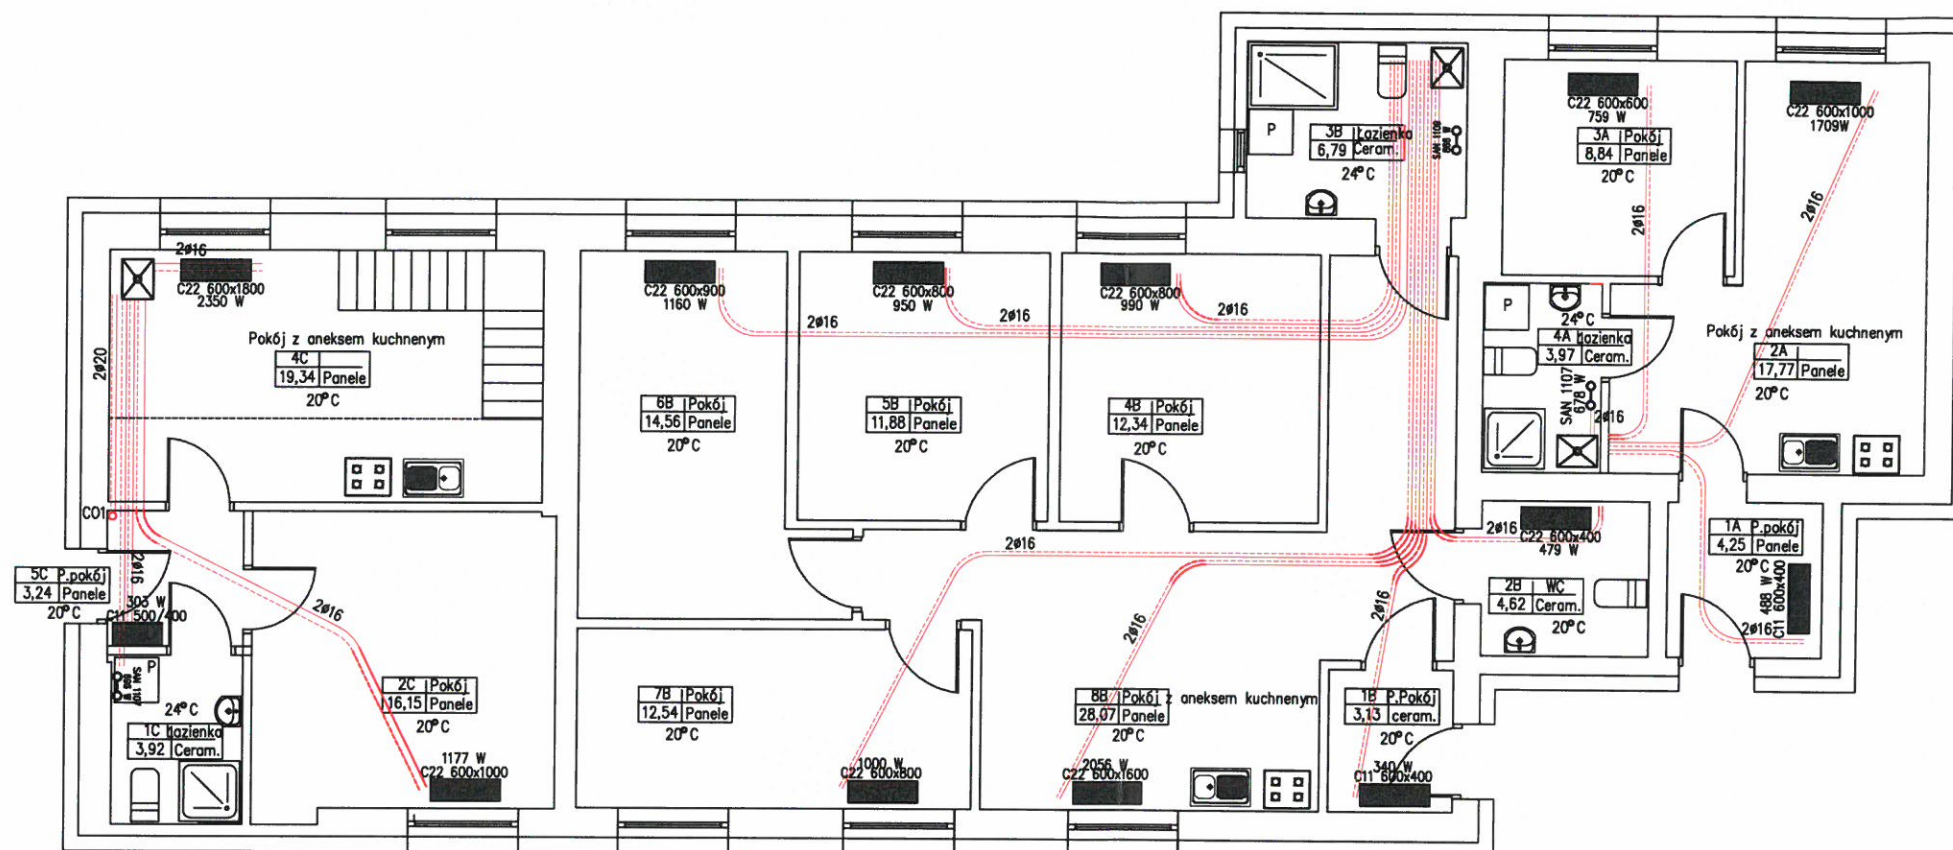 C22 600x600
759 W
3A Pokój
8,84 Panele
20°C
2ø16
C22 600x1000
1709W
2ø16
P
3B Łazienka
6,79 Ceram.
24°C
SAN 1109
2ø16
C22 600x1800
2350 W
2ø20
Pokój z aneksem kuchnenym
4C
19,34 Panele
20°C
C22 600x900
1160 W
2ø16
C22 600x800
950 W
2ø16
C22 600x800
990 W
2ø16
6B Pokój
14,56 Panele
20°C
5B Pokój
11,88 Panele
20°C
4B Pokój
12,34 Panele
20°C
P
24°C
4A Łazienka
3,97 Ceram.
SAN 1107
678 W
2ø16
Pokój z aneksem kuchnenym
2A
17,77 Panele
20°C
CO1
2ø16
5C P.pokój
3,24 Panele
20°C
303 W
C11 500/400
2ø16
2ø16
2ø16
C22 600x400
479 W
2B WC
4,62 Ceram.
20°C
1A P.pokój
4,25 Panele
20°C
488 W
C11 600x400
2ø16
P
SAN 1107
24°C
1C Łazienka
3,92 Ceram.
2C Pokój
16,15 Panele
20°C
1177 W
C22 600x1000
7B Pokój
12,54 Panele
20°C
1000 W
C22 600x800
2ø16
8B Pokój z aneksem kuchnenym
28,07 Panele
20°C
2056 W
C22 600x1600
2ø16
1B P.Pokój
3,13 ceram.
20°C
340 W
C11 600x400